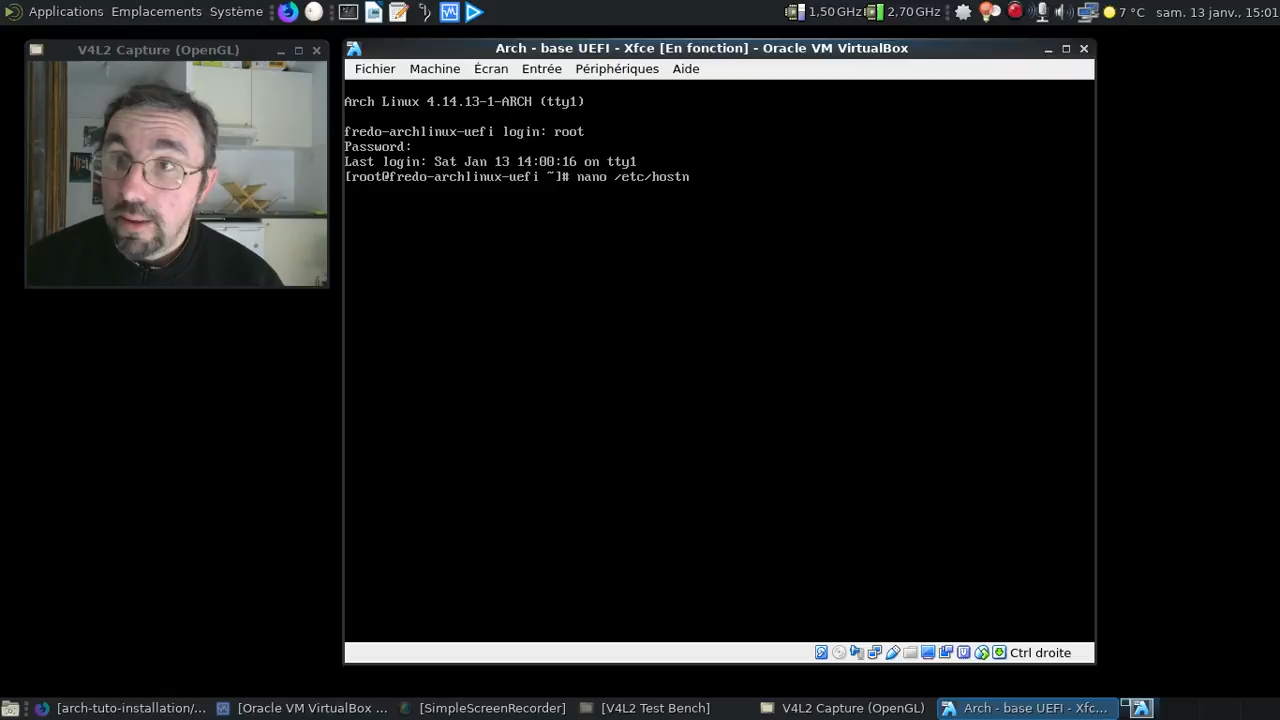 Applications Emplacements Système
1,50 GHz
2,70 GHz
7 °C
sam. 13 janv., 15:01
V4L2 Capture (OpenGL)
Arch - base UEFI - Xfce [En fonction] - Oracle VM VirtualBox
Fichier Machine Écran Entrée Périphériques Aide
Arch Linux 4.14.13-1-ARCH (tty1)
fredo-archlinux-uefi login: root
Password:
Last login: Sat Jan 13 14:00:16 on tty1
[root@fredo-archlinux-uefi ~]# nano /etc/hostn
Ctrl droite
[arch-tuto-installation/...
[Oracle VM VirtualBox ...
[SimpleScreenRecorder]
[V4L2 Test Bench]
V4L2 Capture (OpenGL)
Arch - base UEFI - Xfc...